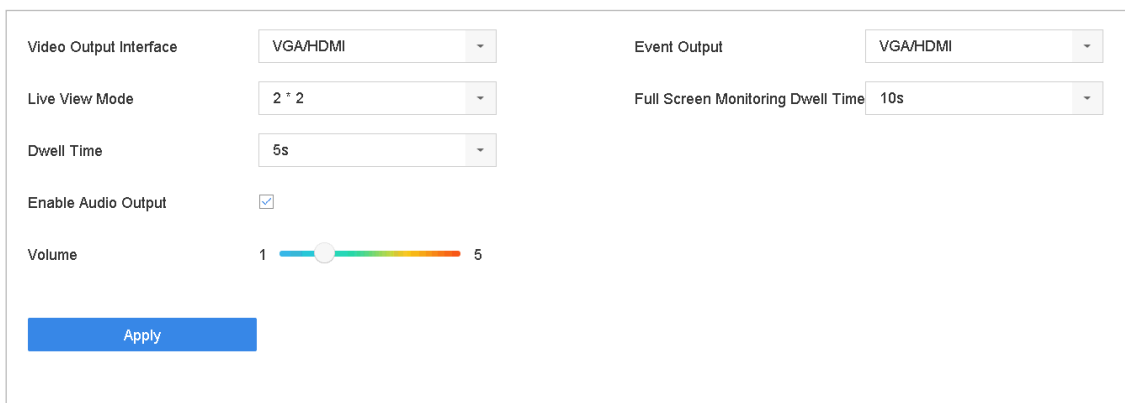 Video Output Interface VGA/HDMI Event Output VGA/HDMI
Live View Mode 2 * 2 Full Screen Monitoring Dwell Time 10s
Dwell Time 5s
Enable Audio Output
Volume 1 5
Apply